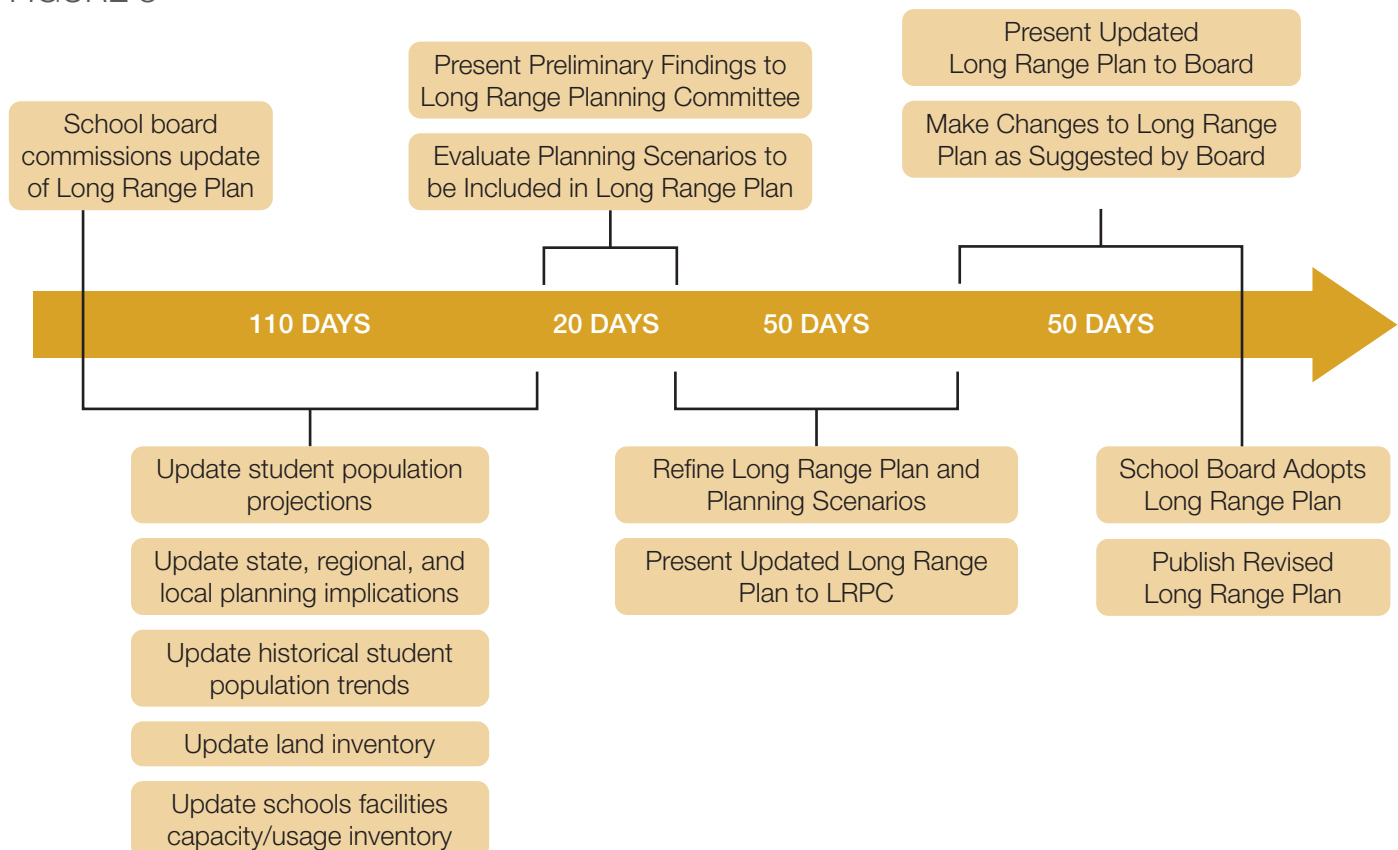 School board
commissions update
of Long Range Plan
Present Preliminary Findings to
Long Range Planning Committee
Evaluate Planning Scenarios to
be Included in Long Range Plan
Present Updated
Long Range Plan to Board
Make Changes to Long Range
Plan as Suggested by Board
110 DAYS
20 DAYS
50 DAYS
50 DAYS
Update student population
projections
Update state, regional, and
local planning implications
Update historical student
population trends
Update land inventory
Update schools facilities
capacity/usage inventory
Refine Long Range Plan and
Planning Scenarios
Present Updated Long Range
Plan to LRPC
School Board Adopts
Long Range Plan
Publish Revised
Long Range Plan